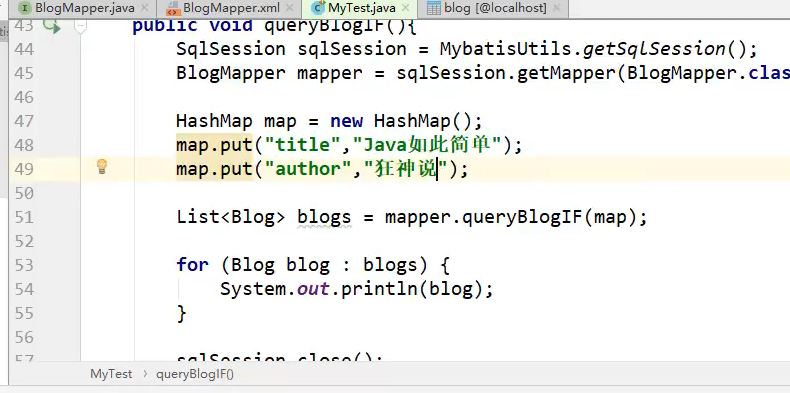 BlogMapper.java × BlogMapper.xml × MyTest.java × blog [@localhost] ×
43 public void queryBlogIF(){
44 SqlSession sqlSession = MybatisUtils.getSqlSession();
45 BlogMapper mapper = sqlSession.getMapper(BlogMapper.clas
46
47 HashMap map = new HashMap();
48 map.put("title","Java如此简单");
49 map.put("author","狂神说");
50
51 List<Blog> blogs = mapper.queryBlogIF(map);
52
53 for (Blog blog : blogs) {
54 System.out.println(blog);
55 }
56
57 sqlSession.close();
MyTest › queryBlogIF()